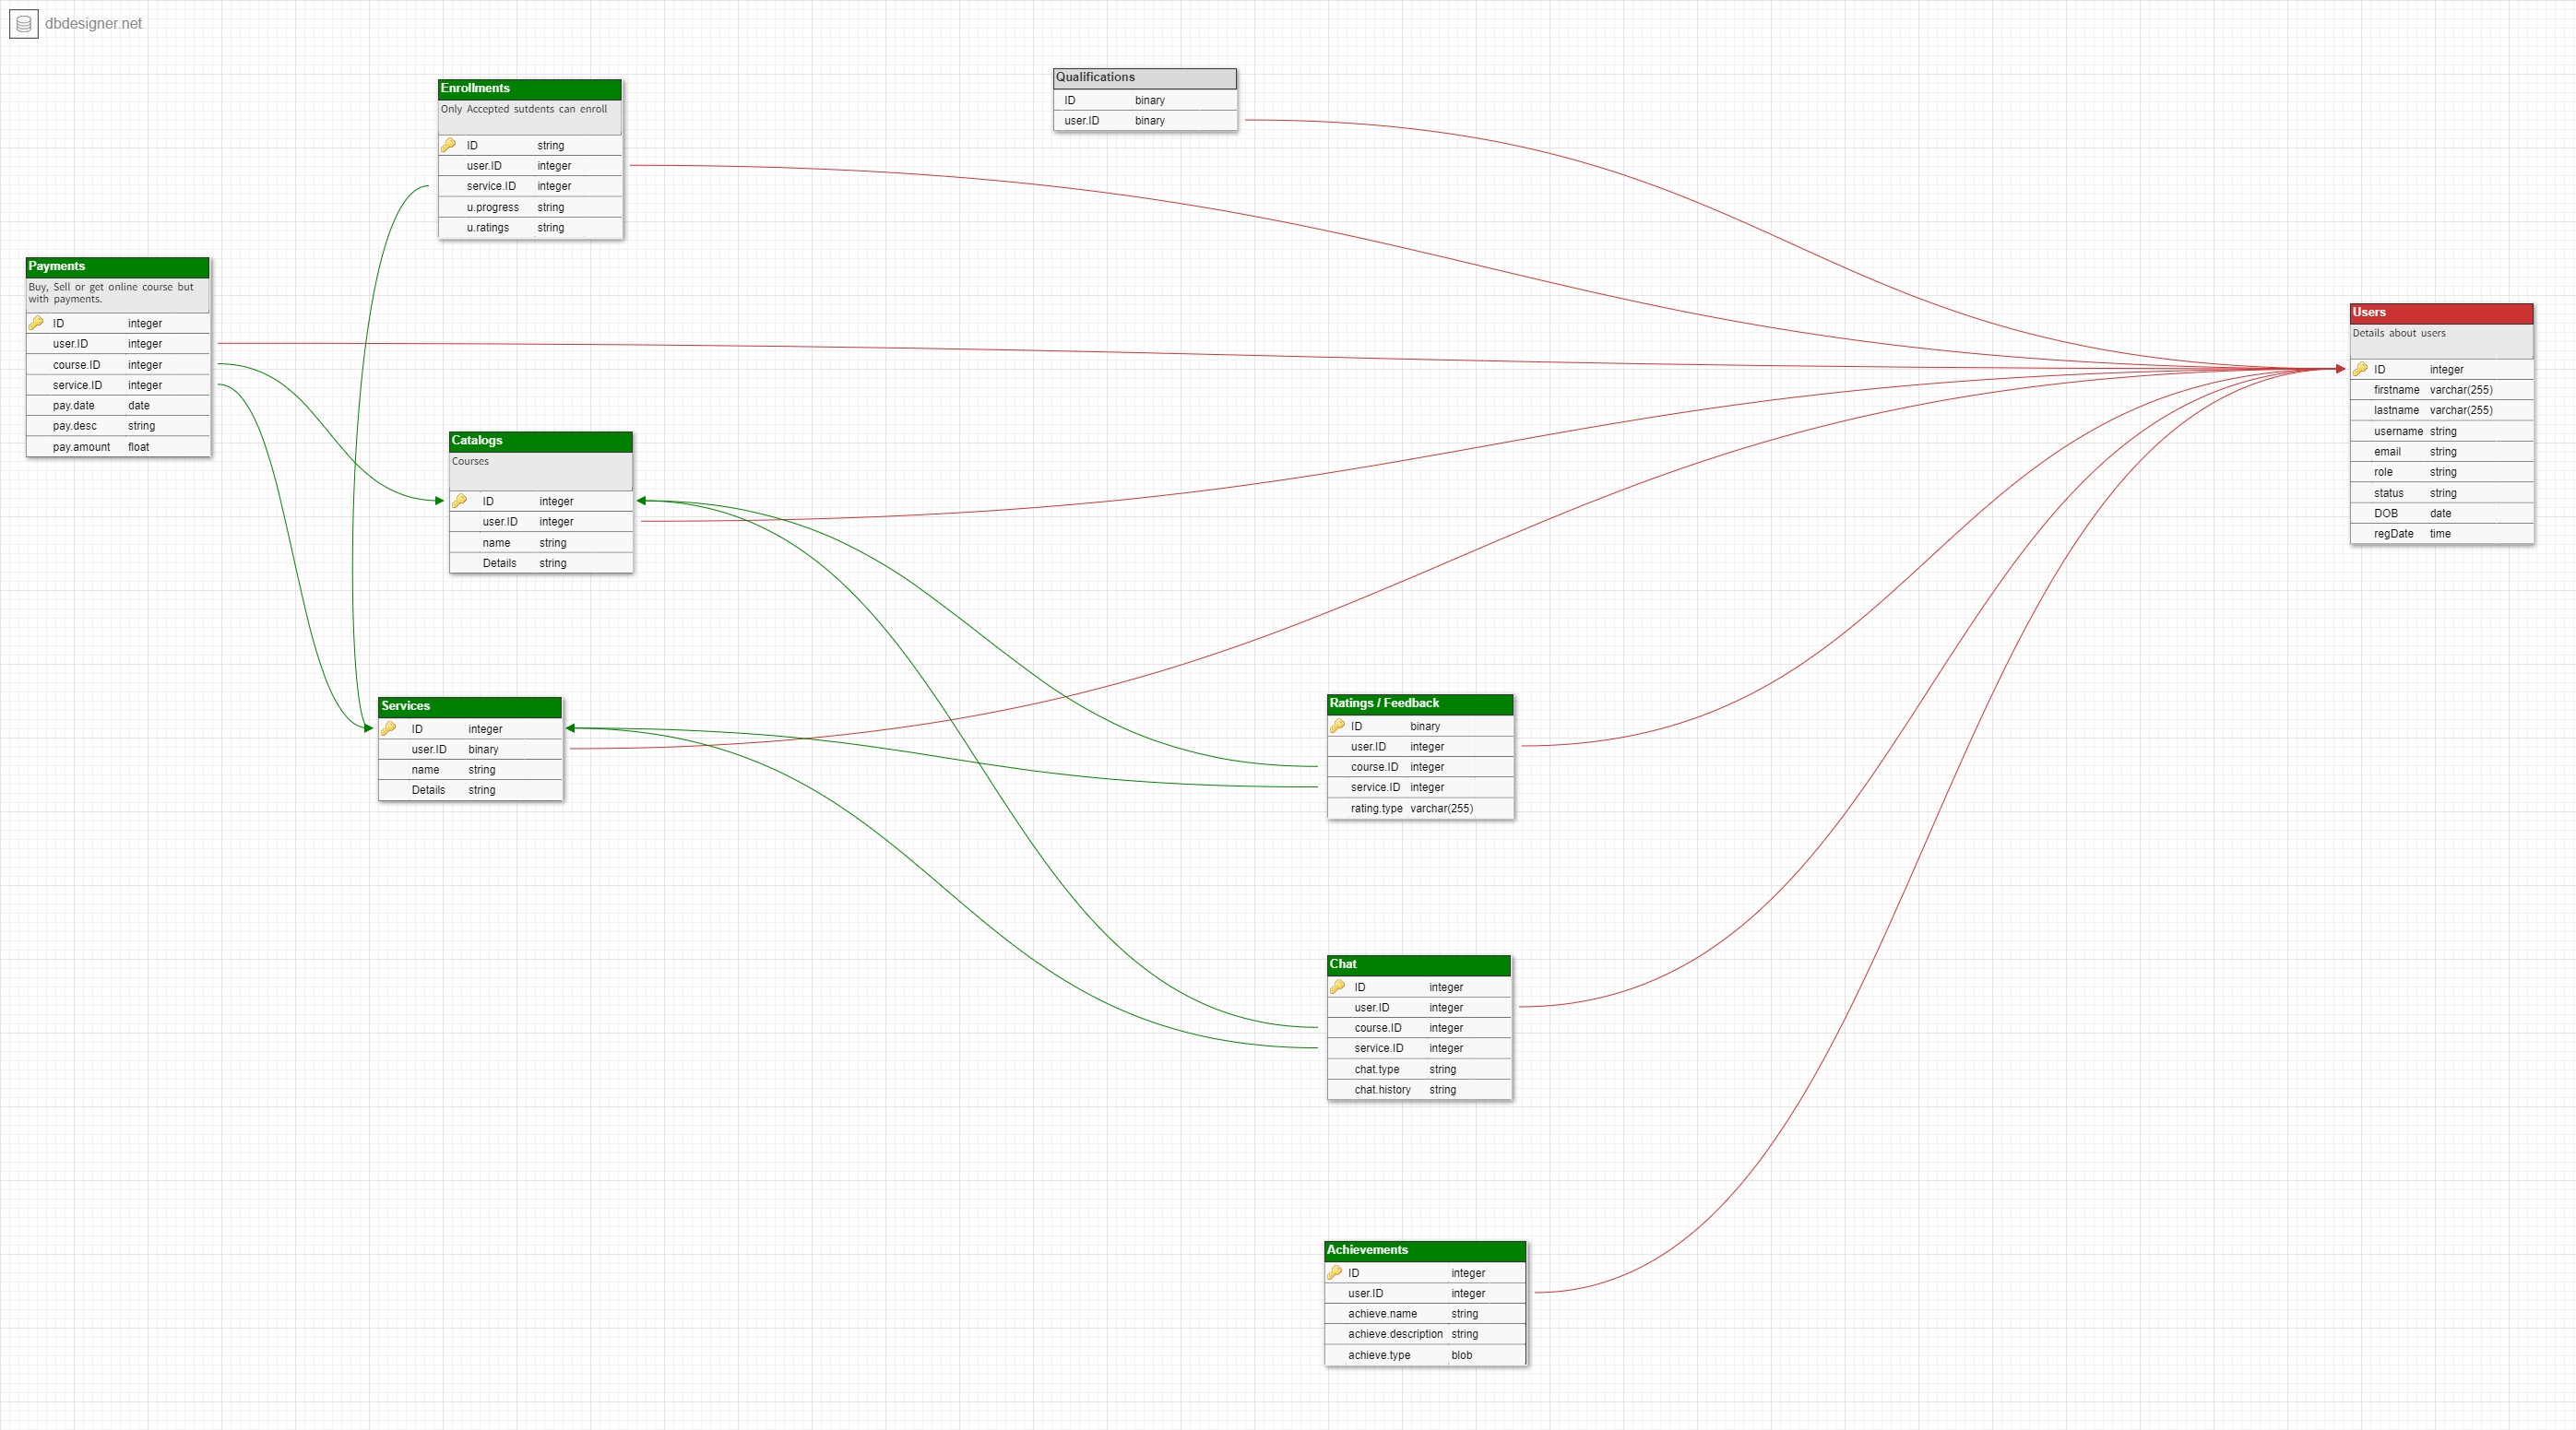 dbdesigner.net
Enrollments
Only Accepted sutdents can enroll
ID string
user.ID integer
service.ID integer
u.progress string
u.ratings string
Qualifications
ID binary
user.ID binary
Payments
Buy, Sell or get online course but
with payments.
ID integer
user.ID integer
course.ID integer
service.ID integer
pay.date date
pay.desc string
pay.amount float
Users
Details about users
ID integer
firstname varchar(255)
lastname varchar(255)
username string
email string
role string
status string
DOB date
regDate time
Catalogs
Courses
ID integer
user.ID integer
name string
Details string
Services
ID integer
user.ID binary
name string
Details string
Ratings / Feedback
ID binary
user.ID integer
course.ID integer
service.ID integer
rating.type varchar(255)
Chat
ID integer
user.ID integer
course.ID integer
service.ID integer
chat.type string
chat.history string
Achievements
ID integer
user.ID integer
achieve.name string
achieve.description string
achieve.type blob